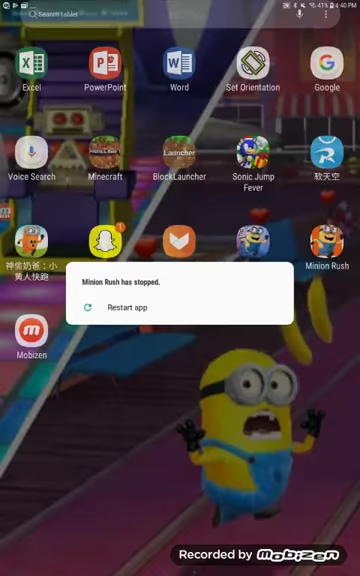 Search tablet
41% 4:40 PM
Excel
PowerPoint
Word
Set Orientation
Google
Voice Search
Minecraft
BlockLauncher
Sonic Jump
Fever
软天空
Launcher
1
神偷奶爸：小
黄人快跑
Minion Rush
Minion Rush has stopped.
Restart app
Mobizen
Recorded by Mobizen